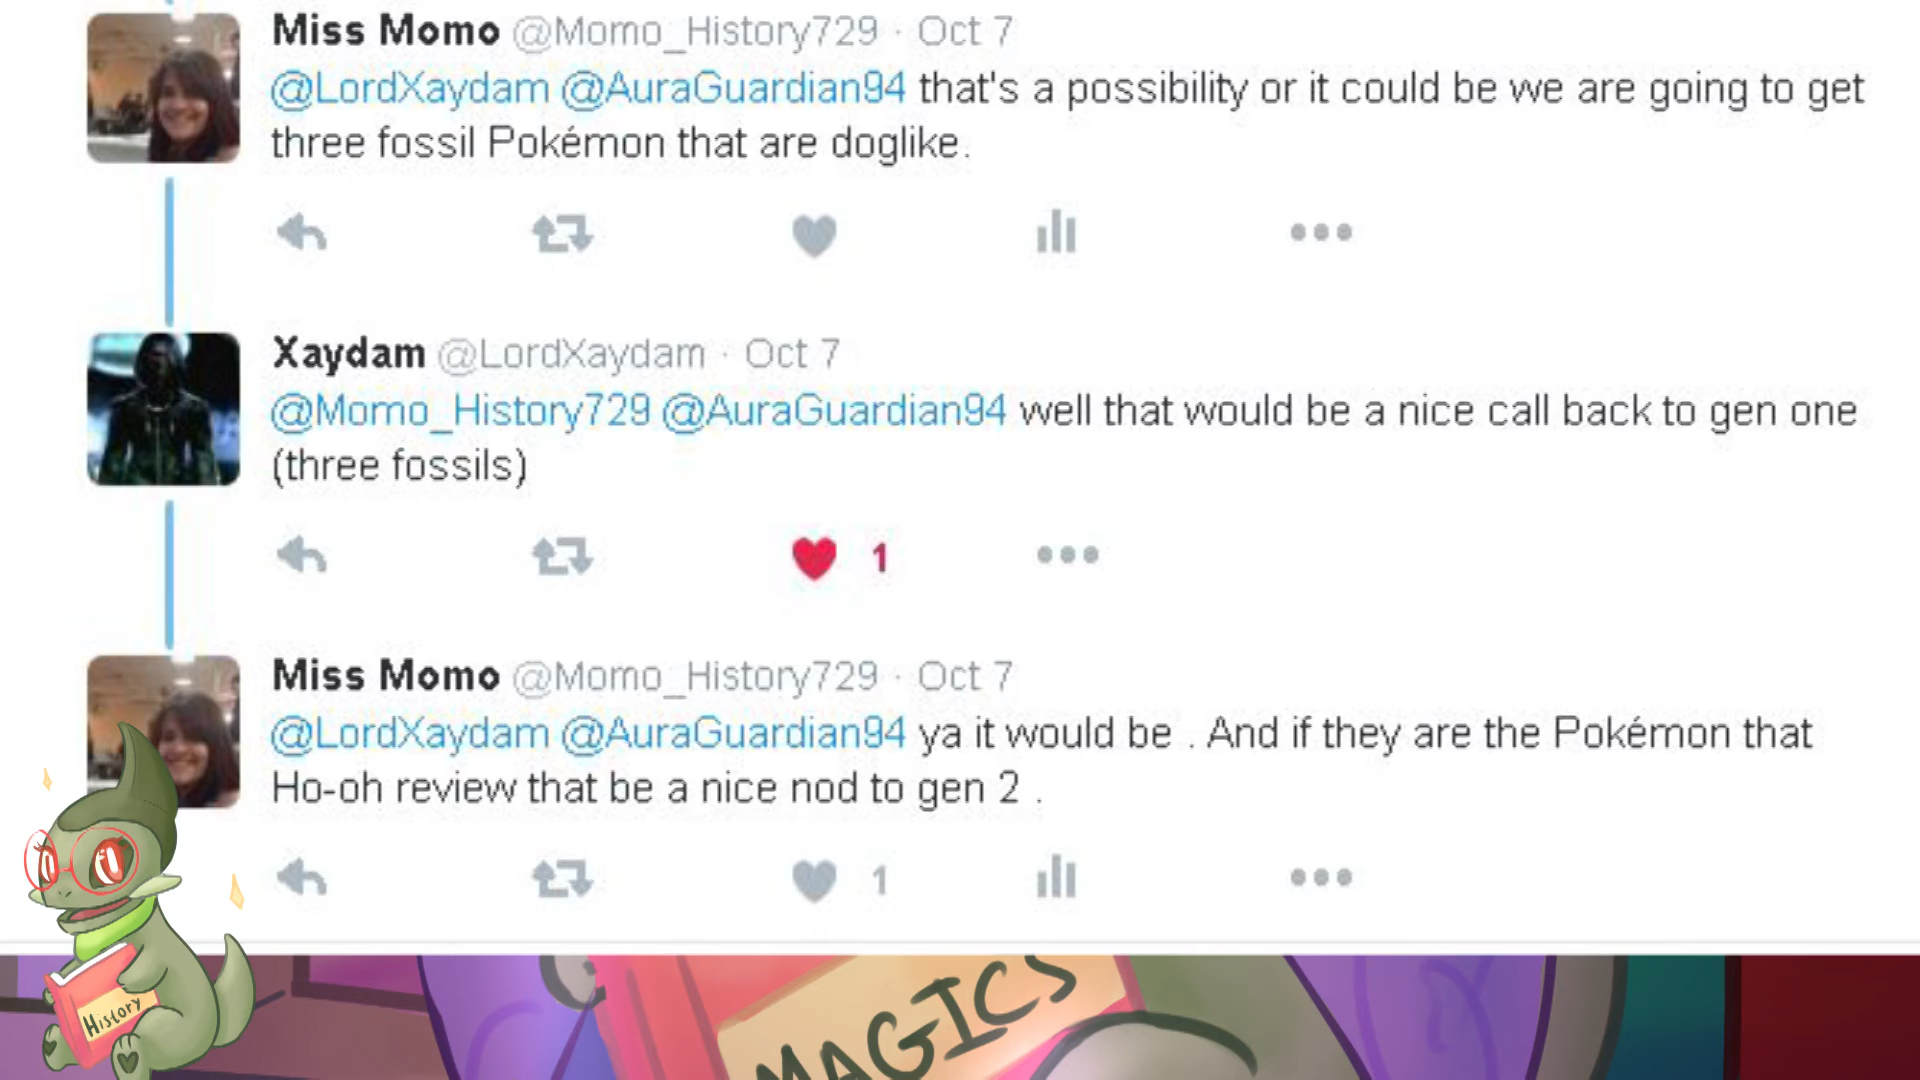 Miss Momo @Momo_History729 · Oct 7
@LordXaydam @AuraGuardian94 that's a possibility or it could be we are going to get
three fossil Pokémon that are doglike.
Xaydam @LordXaydam · Oct 7
@Momo_History729 @AuraGuardian94 well that would be a nice call back to gen one
(three fossils)
1
Miss Momo @Momo_History729 · Oct 7
@LordXaydam @AuraGuardian94 ya it would be . And if they are the Pokémon that
Ho-oh review that be a nice nod to gen 2 .
1
History
MAGICS